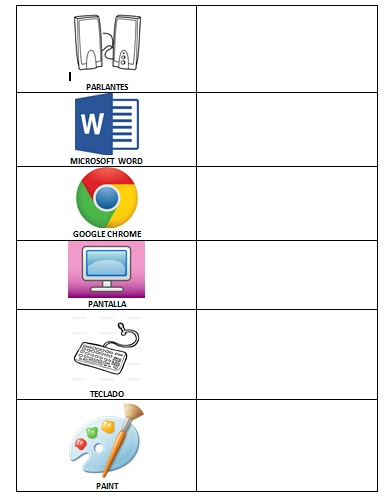 PARLANTES
W
MICROSOFT WORD
GOOGLE CHROME
PANTALLA
TECLADO
PAINT